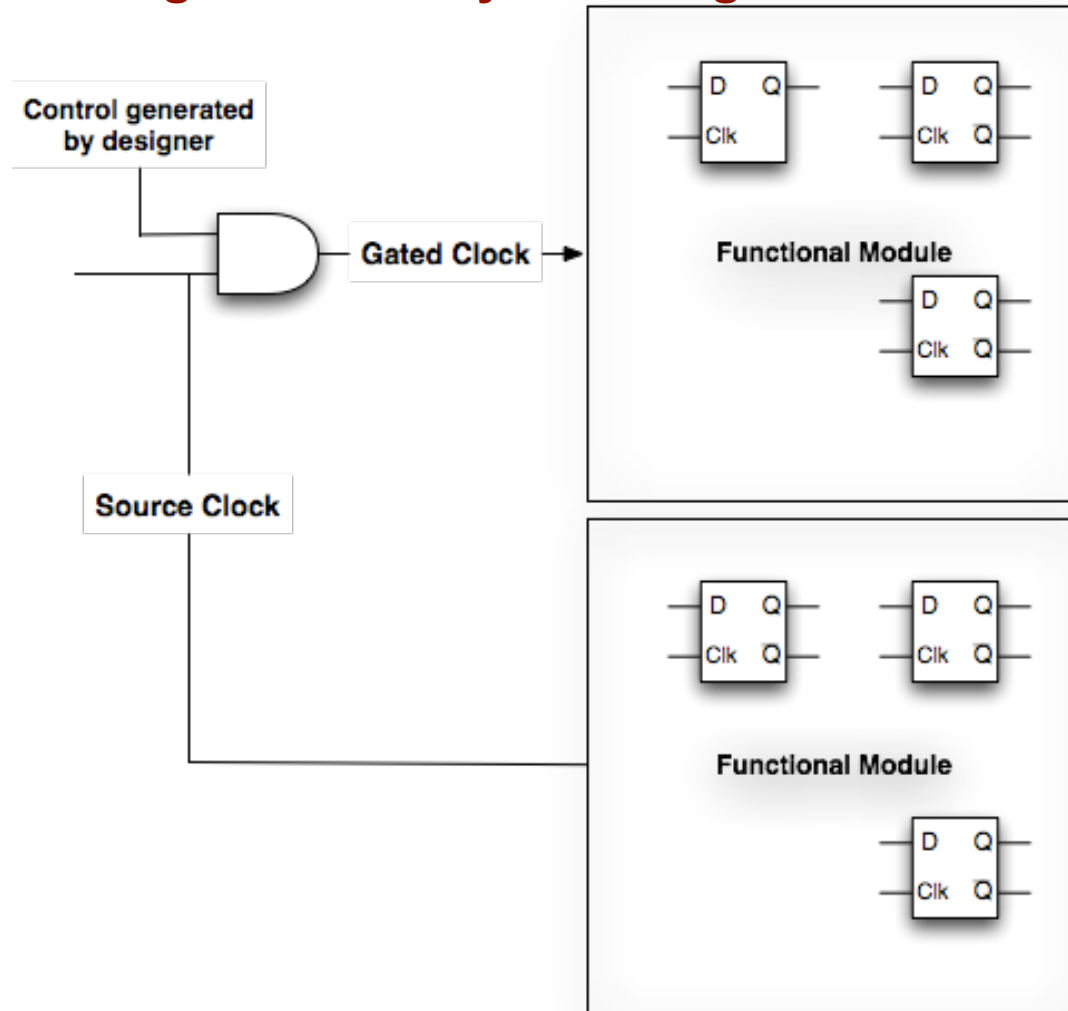 Control generated
by designer
Gated Clock
Source Clock
D Q
Clk
D Q
Clk Q̅
Functional Module
D Q
Clk Q̅
D Q
Clk Q̅
D Q
Clk Q̅
Functional Module
D Q
Clk Q̅